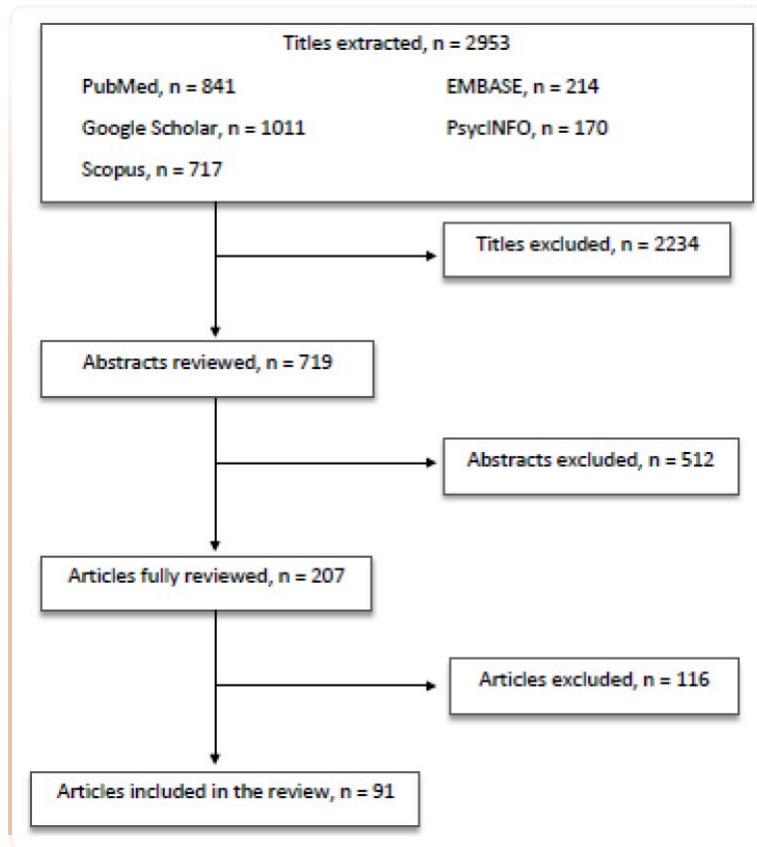 Titles extracted, n = 2953
PubMed, n = 841
EMBASE, n = 214
Google Scholar, n = 1011
PsycINFO, n = 170
Scopus, n = 717
Titles excluded, n = 2234
Abstracts reviewed, n = 719
Abstracts excluded, n = 512
Articles fully reviewed, n = 207
Articles excluded, n = 116
Articles included in the review, n = 91